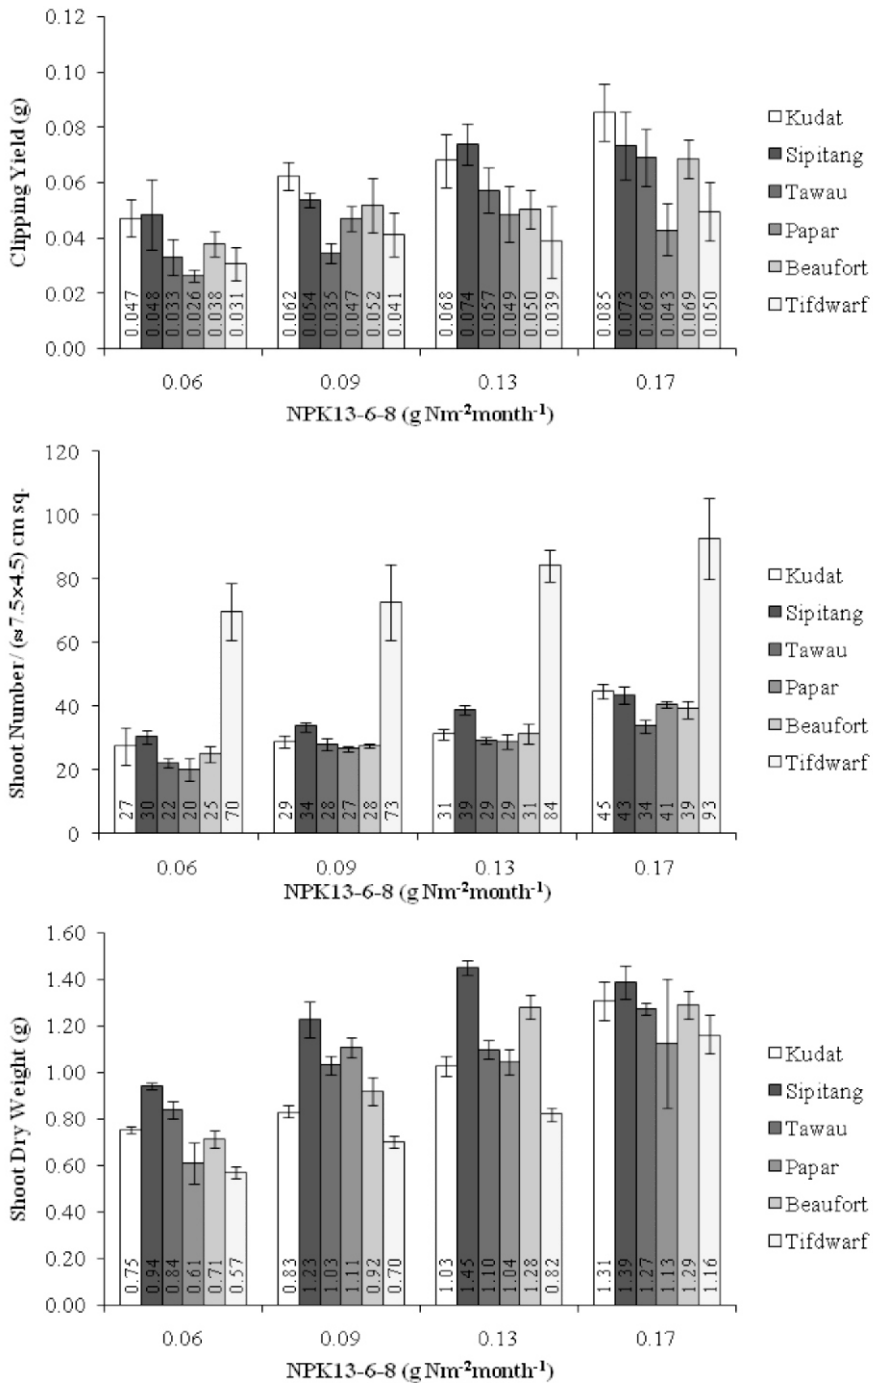 0.12
0.10
0.08
0.06
0.04
0.02
0.00
Clipping Yield (g)
0.047 0.048 0.033 0.026 0.038 0.031
0.062 0.054 0.035 0.047 0.052 0.041
0.068 0.074 0.057 0.049 0.050 0.039
0.085 0.073 0.069 0.043 0.069 0.050
0.06 0.09 0.13 0.17
NPK13-6-8 (g Nm-2month-1)
Kudat
Sipitang
Tawau
Papar
Beaufort
Tifdwarf
120
100
80
60
40
20
0
Shoot Number/ (≈7.5×4.5) cm sq.
27 30 22 20 25 70
29 34 28 27 28 73
31 39 29 29 31 84
45 43 34 41 39 93
0.06 0.09 0.13 0.17
NPK13-6-8 (g Nm-2month-1)
Kudat
Sipitang
Tawau
Papar
Beaufort
Tifdwarf
1.60
1.40
1.20
1.00
0.80
0.60
0.40
0.20
0.00
Shoot Dry Weight (g)
0.75 0.94 0.84 0.61 0.71 0.57
0.83 1.23 1.03 1.11 0.92 0.70
1.03 1.45 1.10 1.04 1.28 0.82
1.31 1.39 1.27 1.13 1.29 1.16
0.06 0.09 0.13 0.17
NPK13-6-8 (g Nm-2month-1)
Kudat
Sipitang
Tawau
Papar
Beaufort
Tifdwarf